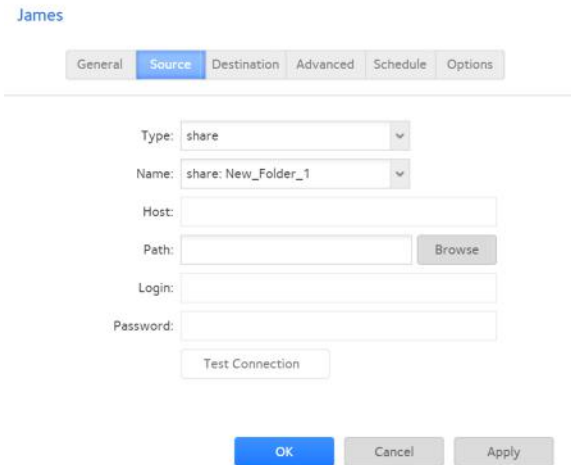 James
General Source Destination Advanced Schedule Options
Type: share
Name: share: New_Folder_1
Host:
Path: Browse
Login:
Password:
Test Connection
OK Cancel Apply